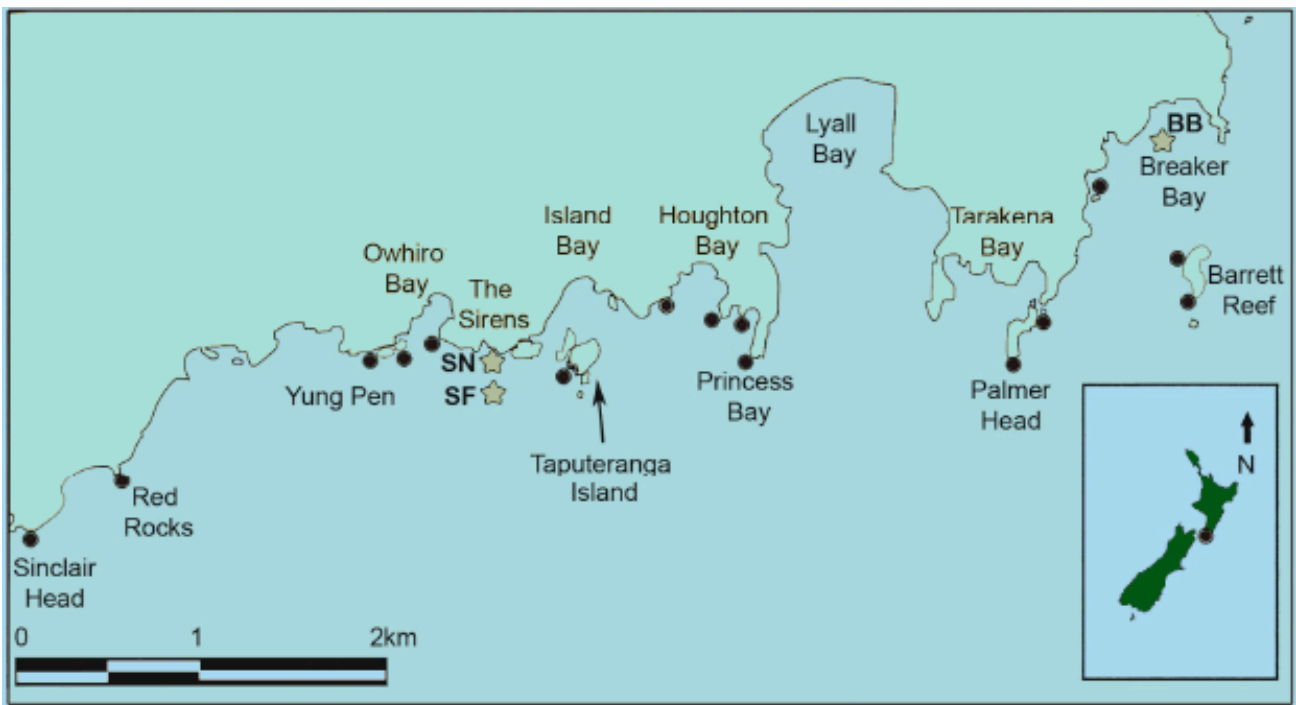 Lyall
Bay
BB
Breaker
Bay
Island
Bay
Houghton
Bay
Tarakena
Bay
Owhiro
Bay
The
Sirens
Barrett
Reef
SN
SF
Yung Pen
Princess
Bay
Palmer
Head
Taputeranga
Island
Red
Rocks
Sinclair
Head
N
0 1 2km